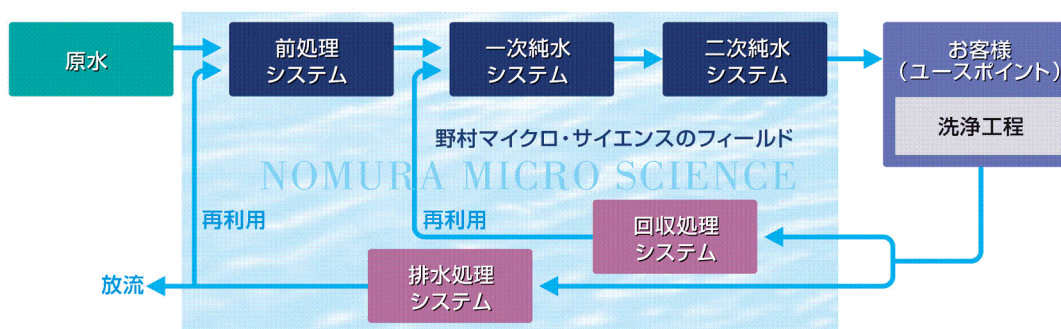 原水
前処理
システム
一次純水
システム
二次純水
システム
お客様
(ユースポイント)
洗浄工程
野村マイクロ・サイエンスのフィールド
NOMURA MICRO SCIENCE
再利用
再利用
回収処理
システム
排水処理
システム
放流